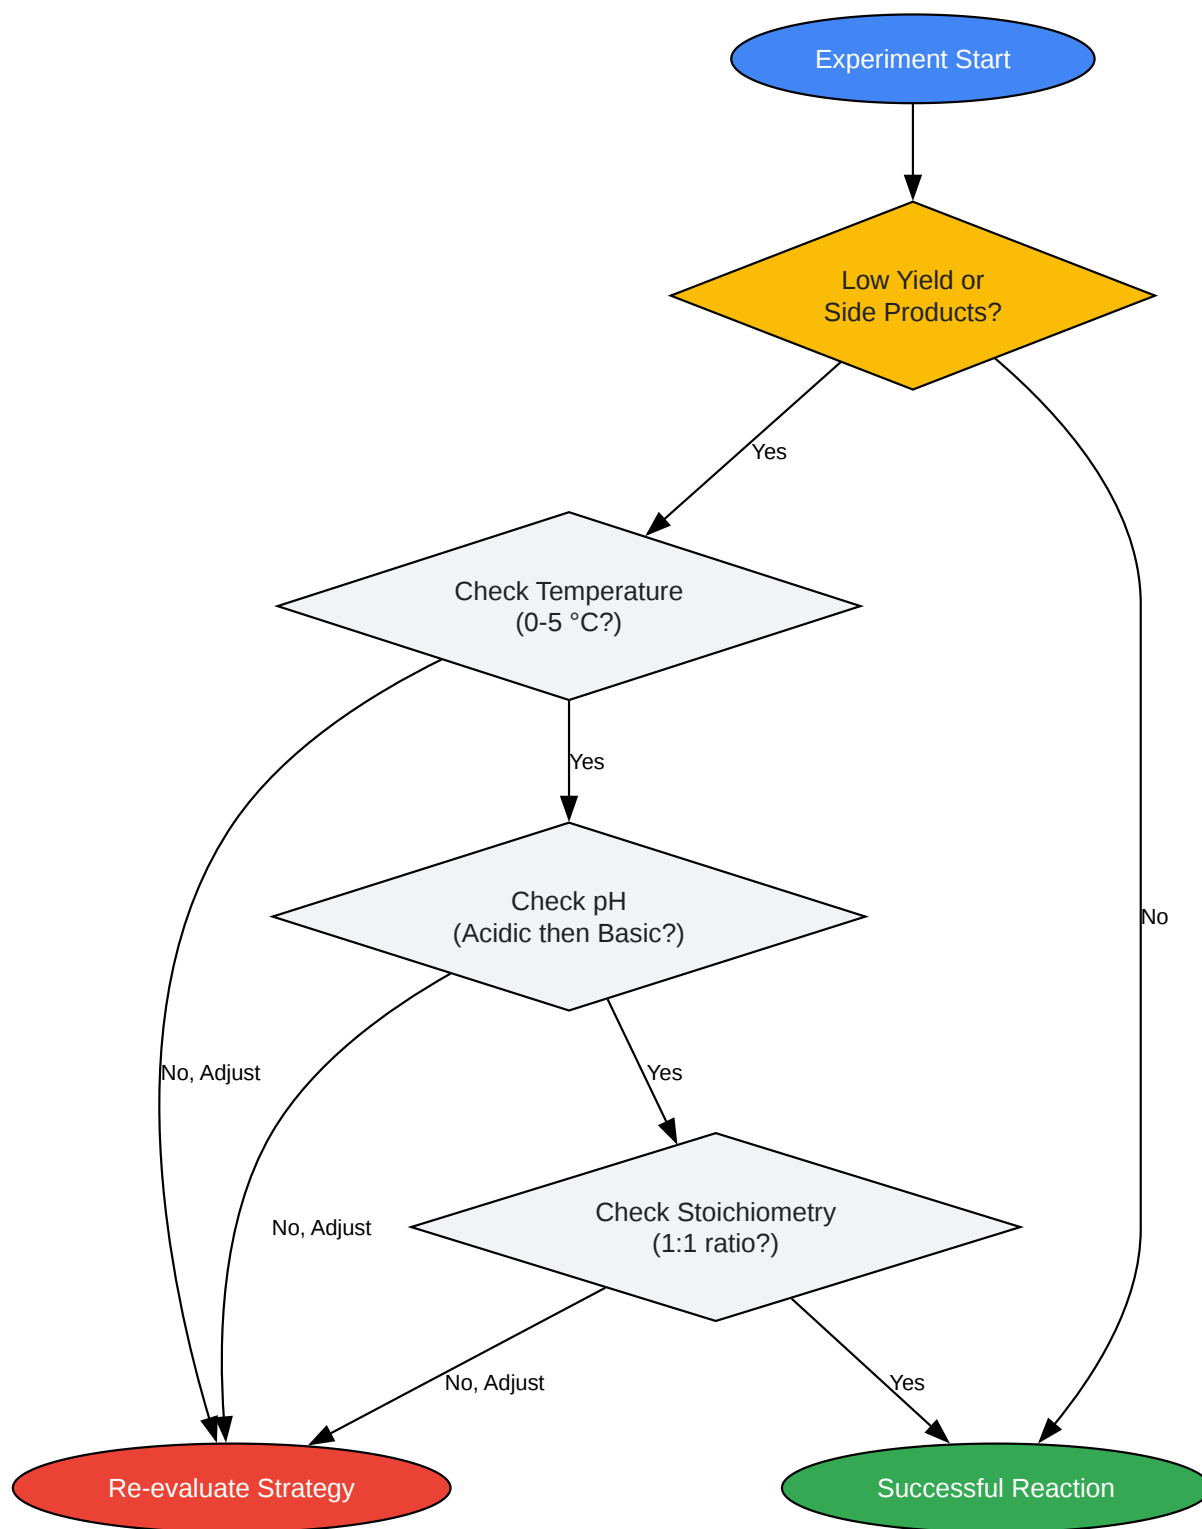 Experiment Start
Low Yield or
Side Products?
Yes
Check Temperature
(0-5 °C?)
Yes
Check pH
(Acidic then Basic?)
No
No, Adjust
Yes
Check Stoichiometry
(1:1 ratio?)
No, Adjust
No, Adjust
Yes
Re-evaluate Strategy
Successful Reaction